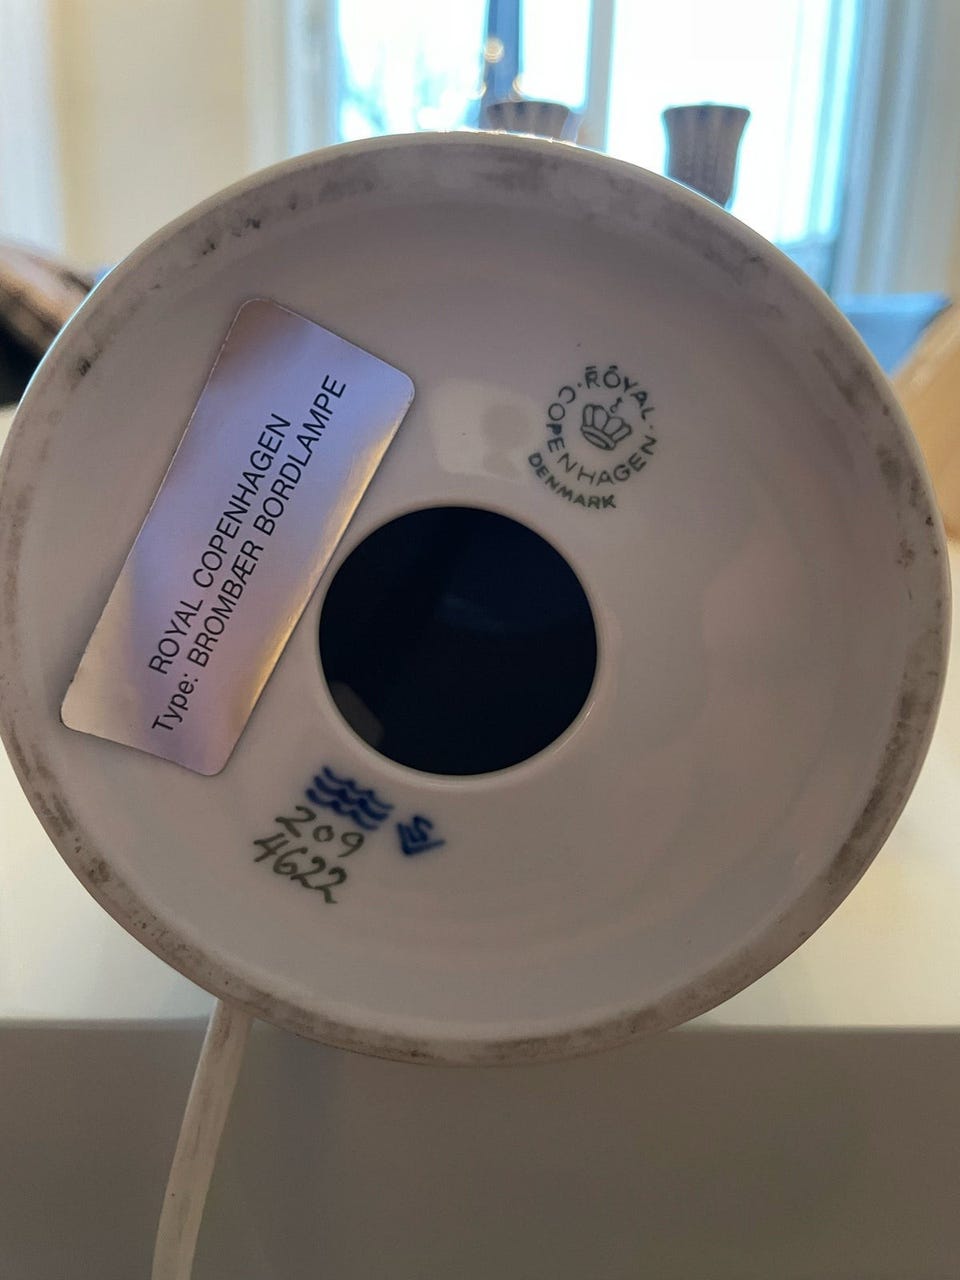 ROYAL COPENHAGEN
Type: BROMBÆR BORDLAMPE
ROYAL COPENHAGEN
DENMARK
209
4622